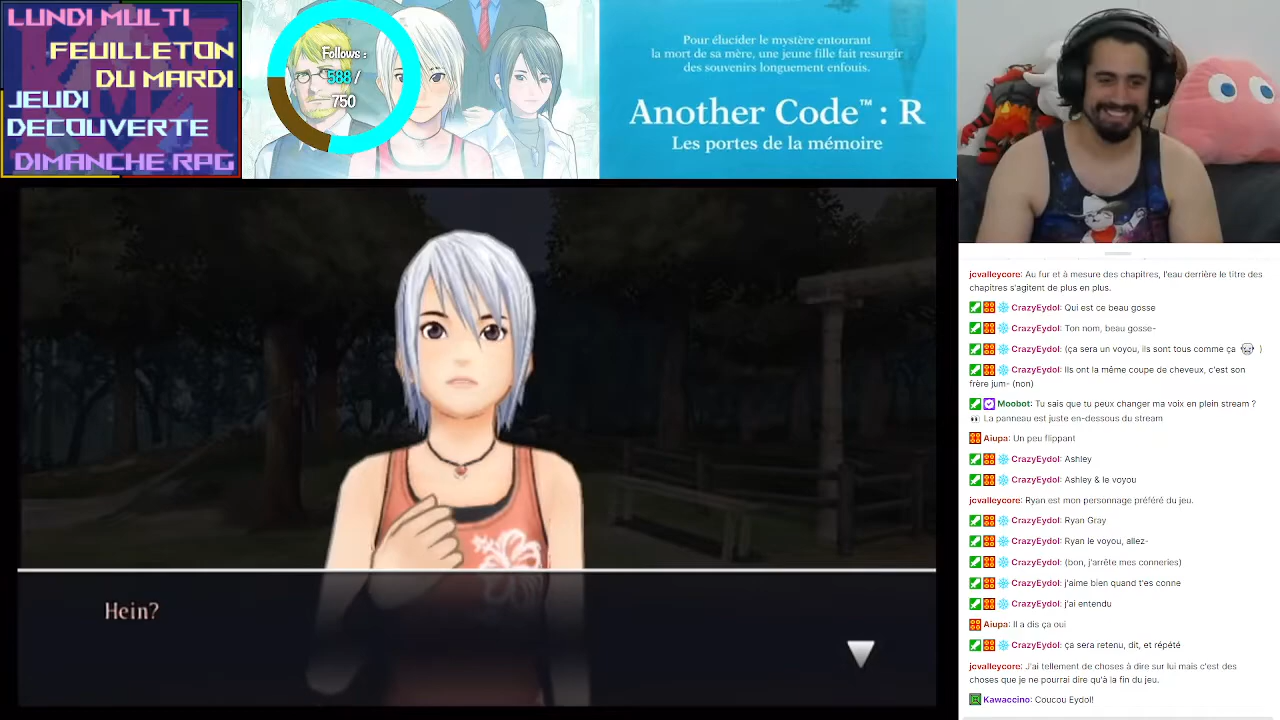 LUNDI MULTI
FEUILLETON
DU MARDI
JEUDI
DECOUVERTE
DIMANCHE RPG
Follows :
588 /
750
Pour élucider le mystère entourant
la mort de sa mère, une jeune fille fait resurgir
des souvenirs longuement enfouis.
Another Code™ : R
Les portes de la mémoire
Hein?
jcvalleycore: Au fur et à mesure des chapitres, l'eau derrière le titre des
chapitres s'agitent de plus en plus.
CrazyEydol: Qui est ce beau gosse
CrazyEydol: Ton nom, beau gosse-
CrazyEydol: (ça sera un voyou, ils sont tous comme ça )
CrazyEydol: Ils ont la même coupe de cheveux, c'est son
frère jum- (non)
Moobot: Tu sais que tu peux changer ma voix en plein stream ?
La panneau est juste en-dessous du stream
Aiupa: Un peu flippant
CrazyEydol: Ashley
CrazyEydol: Ashley & le voyou
jcvalleycore: Ryan est mon personnage préféré du jeu.
CrazyEydol: Ryan Gray
CrazyEydol: Ryan le voyou, allez-
CrazyEydol: (bon, j'arrête mes conneries)
CrazyEydol: j'aime bien quand t'es conne
CrazyEydol: j'ai entendu
Aiupa: Il a dis ça oui
CrazyEydol: ça sera retenu, dit, et répété
jcvalleycore: J'ai tellement de choses à dire sur lui mais c'est des
choses que je ne pourrai dire qu'à la fin du jeu.
Kawaccino: Coucou Eydol!